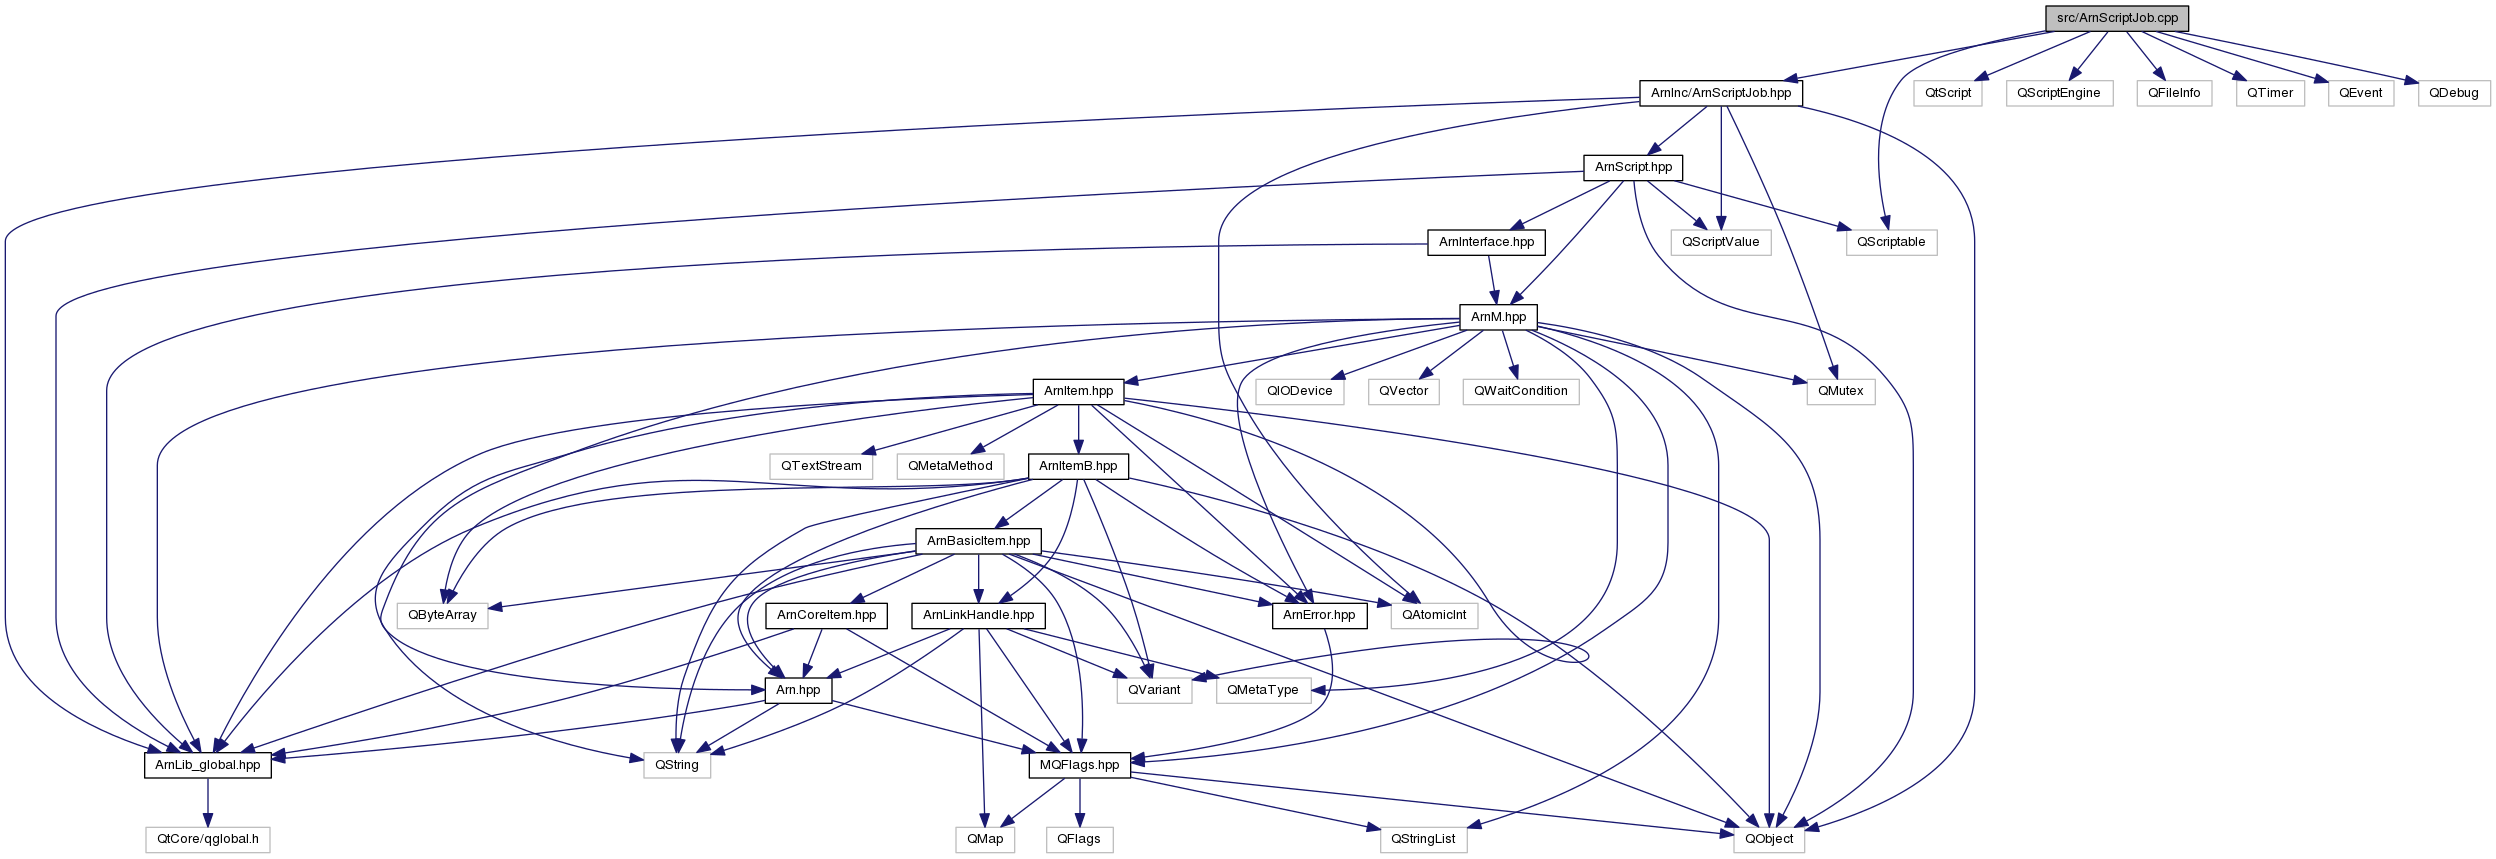 src/ArnScriptJob.cpp
ArnInc/ArnScriptJob.hpp
QtScript
QScriptEngine
QFileInfo
QTimer
QEvent
QDebug
ArnScript.hpp
ArnInterface.hpp
QScriptValue
QScriptable
ArnM.hpp
ArnItem.hpp
QIODevice
QVector
QWaitCondition
QMutex
QTextStream
QMetaMethod
ArnItemB.hpp
ArnBasicItem.hpp
QByteArray
ArnCoreItem.hpp
ArnLinkHandle.hpp
ArnError.hpp
QAtomicInt
Arn.hpp
QVariant
QMetaType
ArnLib_global.hpp
QString
MQFlags.hpp
QtCore/qglobal.h
QMap
QFlags
QStringList
QObject